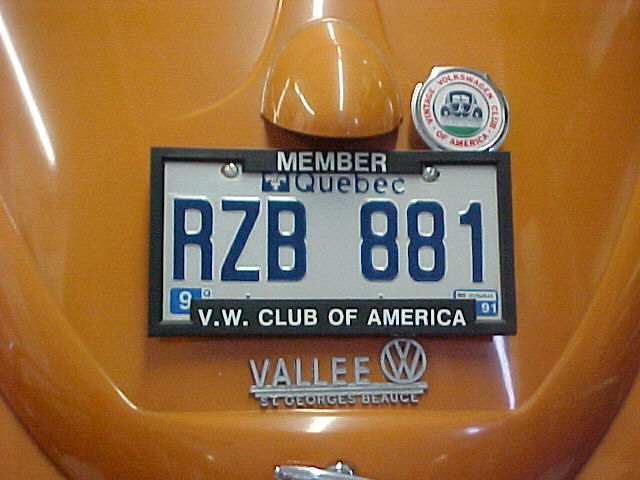 VINTAGE VOLKSWAGEN CLUB
OF AMERICA
MEMBER
Québec
RZB 881
9
91
V.W. CLUB OF AMERICA
VALLEE VW
ST. GEORGES BEAUCE